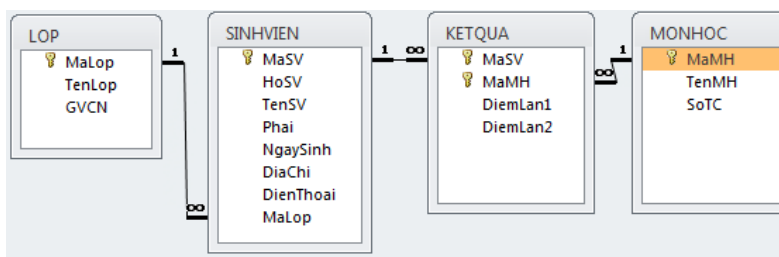 LOP
MaLop
TenLop
GVCN
1
∞
SINHVIEN
MaSV
HoSV
TenSV
Phai
NgaySinh
DiaChi
DienThoai
MaLop
1
∞
KETQUA
MaSV
MaMH
DiemLan1
DiemLan2
∞
1
MONHOC
MaMH
TenMH
SoTC